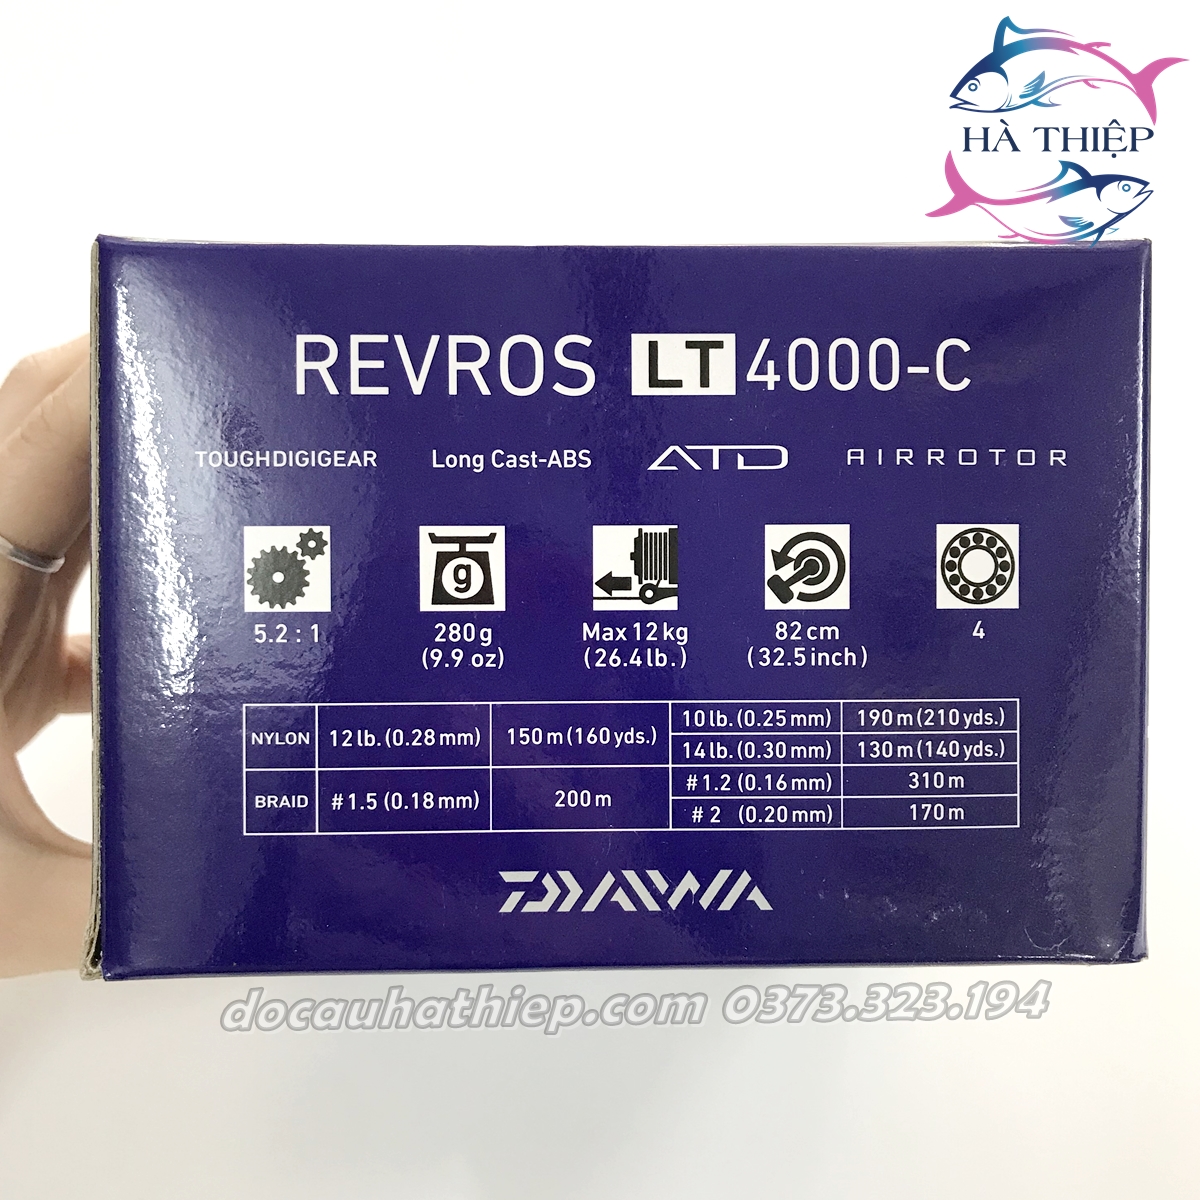 HÀ THIỆP
REVROS LT 4000-C
TOUGHDIGIGEAR Long Cast-ABS ATD AIRROTOR
g
5.2 : 1 280 g Max 12 kg 82 cm 4
(9.9 oz) (26.4 lb.) (32.5 inch)
NYLON 12 lb. (0.28 mm) 150 m (160 yds.) 10 lb. (0.25 mm) 190 m (210 yds.)
14 lb. (0.30 mm) 130 m (140 yds.)
BRAID #1.5 (0.18 mm) 200 m #1.2 (0.16 mm) 310 m
#2 (0.20 mm) 170 m
DAIWA
docauhathiep.com 0373.323.194